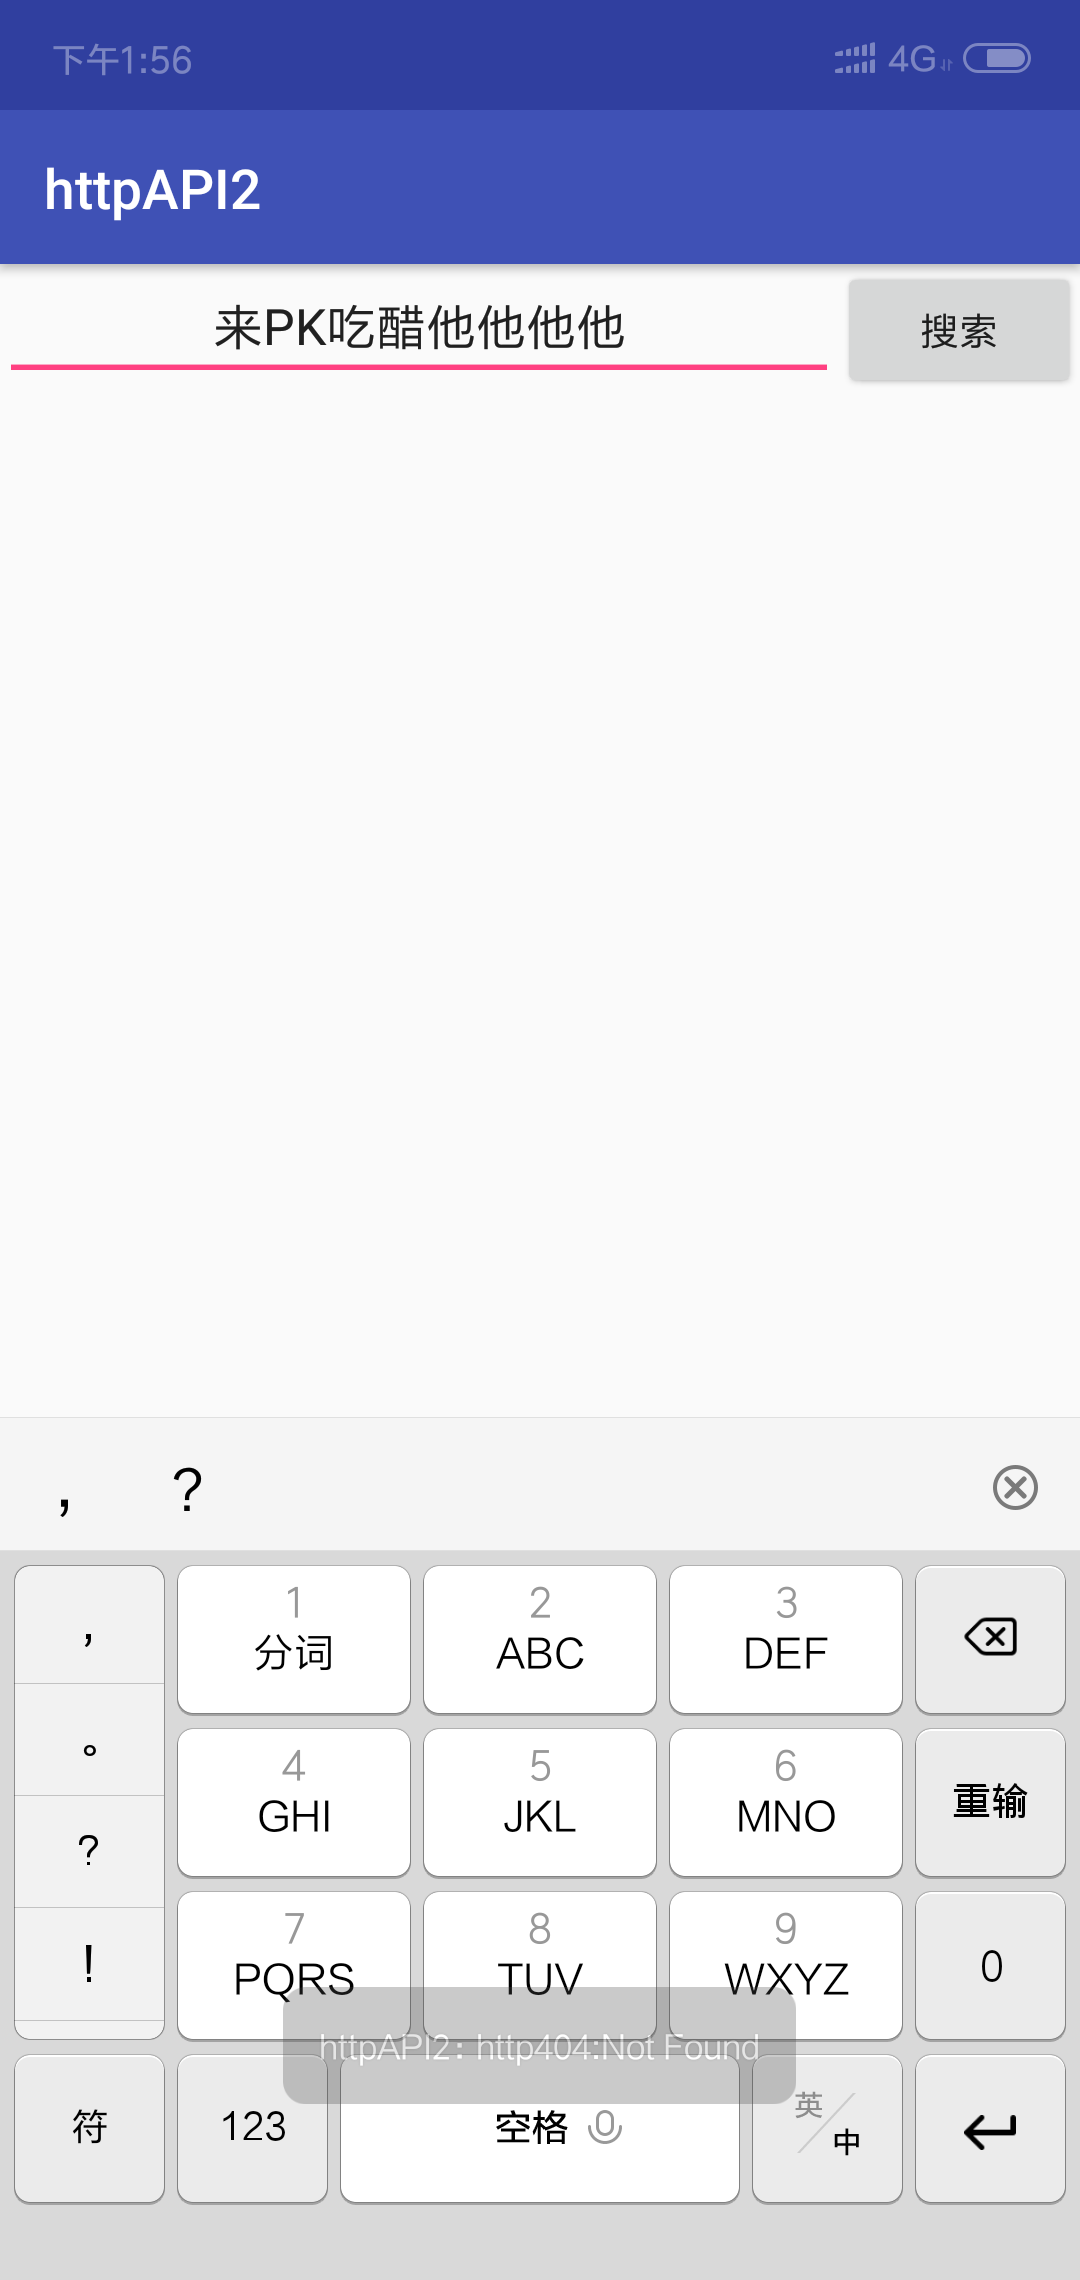 下午1:56 4G
httpAPI2
来PK吃醋他他他他 搜索
， ？
， 1 2 3
分词 ABC DEF
。 4 5 6
GHI JKL MNO 重输
？
！ 7 8 9
PQRS TUV WXYZ 0
httpAPI2：http404:Not Found
符 123 空格 英 中